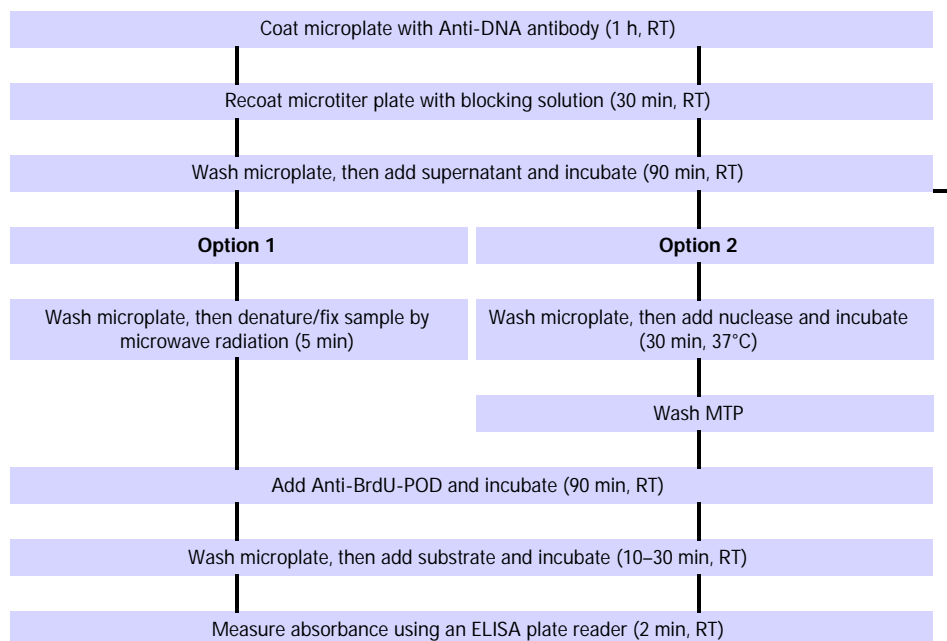 Coat microplate with Anti-DNA antibody (1 h, RT)
Recoat microtiter plate with blocking solution (30 min, RT)
Wash microplate, then add supernatant and incubate (90 min, RT)
Option 1
Option 2
Wash microplate, then denature/fix sample by
microwave radiation (5 min)
Wash microplate, then add nuclease and incubate
(30 min, 37°C)
Wash MTP
Add Anti-BrdU-POD and incubate (90 min, RT)
Wash microplate, then add substrate and incubate (10–30 min, RT)
Measure absorbance using an ELISA plate reader (2 min, RT)